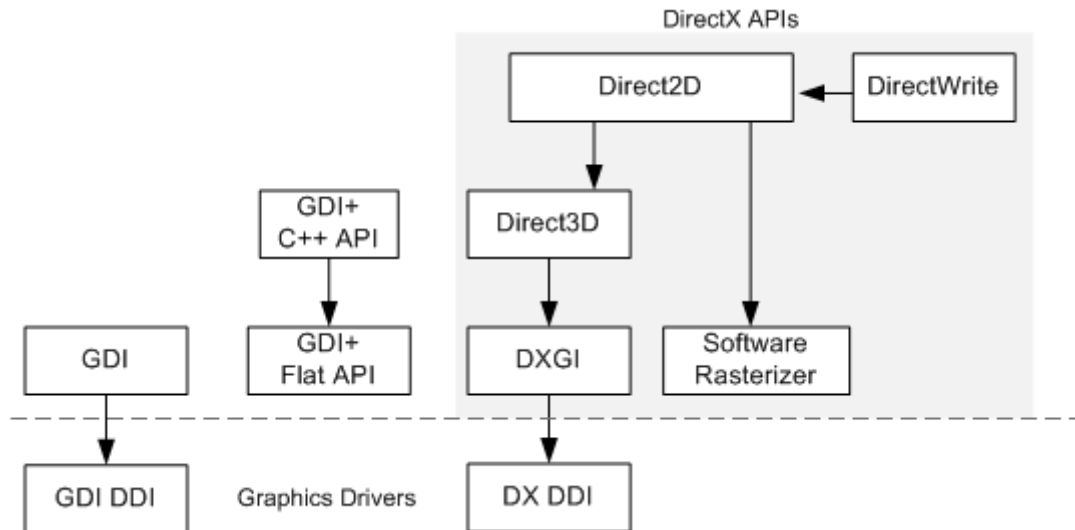 DirectX APIs
Direct2D
DirectWrite
GDI+
C++ API
Direct3D
GDI
GDI+
Flat API
DXGI
Software
Rasterizer
GDI DDI
Graphics Drivers
DX DDI